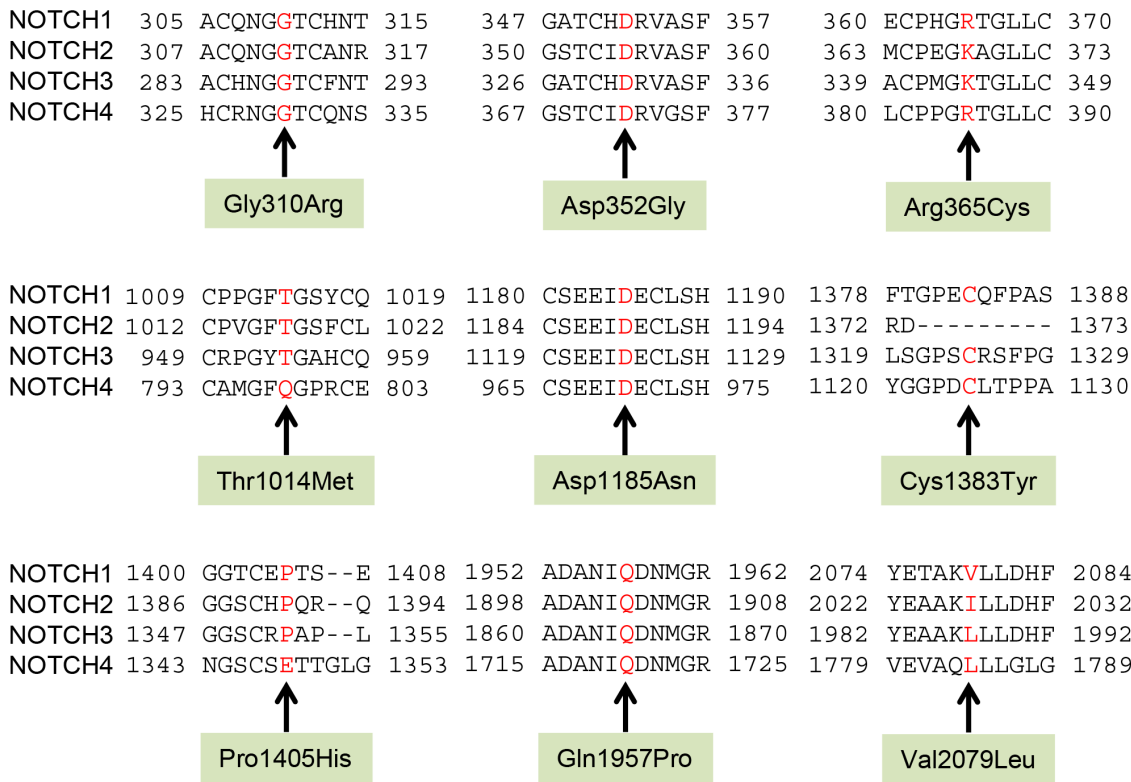 NOTCH1 305 ACQNGGTCHNT 315 347 GATCHDRVASF 357 360 ECPHGRTGLLC 370
NOTCH2 307 ACQNGGTCANR 317 350 GSTCIDRVASF 360 363 MCPEGKAGLLC 373
NOTCH3 283 ACHNGGTCFNT 293 326 GATCHDRVASF 336 339 ACPMGKTGLLC 349
NOTCH4 325 HCRNGGTCQNS 335 367 GSTCIDRVGSF 377 380 LCPPGRTGLLC 390
Gly310Arg Asp352Gly Arg365Cys
NOTCH1 1009 CPPGFTGSYCQ 1019 1180 CSEEIDECLSH 1190 1378 FTGPECQFPAS 1388
NOTCH2 1012 CPVGFTGSFCL 1022 1184 CSEEIDECLSH 1194 1372 RD--------- 1373
NOTCH3 949 CRPGYTGAHCQ 959 1119 CSEEIDECLSH 1129 1319 LSGPSCRSFPG 1329
NOTCH4 793 CAMGFQGPRCE 803 965 CSEEIDECLSH 975 1120 YGGPDCLTPPA 1130
Thr1014Met Asp1185Asn Cys1383Tyr
NOTCH1 1400 GGTCEPTS--E 1408 1952 ADANIQDNMGR 1962 2074 YETAKVLLDHF 2084
NOTCH2 1386 GGSCHPQR--Q 1394 1898 ADANIQDNMGR 1908 2022 YEAAKILLDHF 2032
NOTCH3 1347 GGSCRPAP--L 1355 1860 ADANIQDNMGR 1870 1982 YEAAKLLLDHF 1992
NOTCH4 1343 NGSCSETTGLG 1353 1715 ADANIQDNMGR 1725 1779 VEVAQLLLGLG 1789
Pro1405His Gln1957Pro Val2079Leu